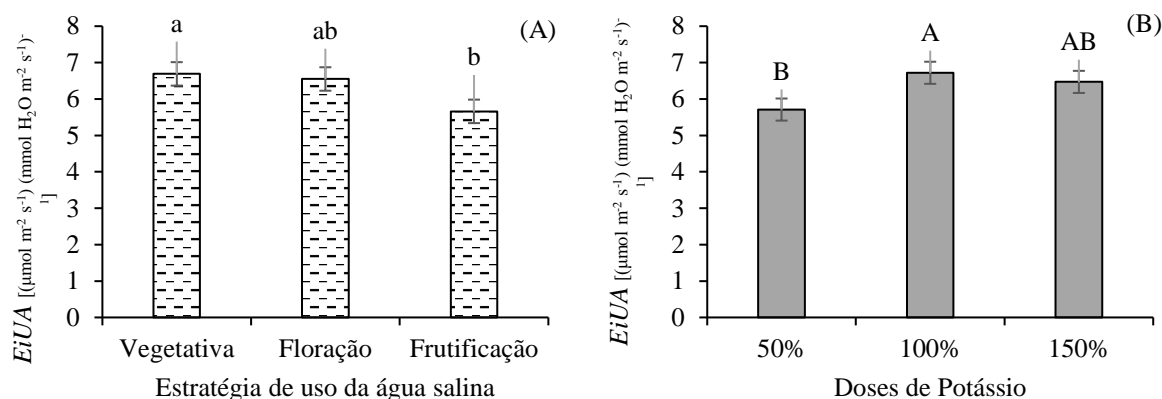 (A)
EiUA [(μmol m-2 s-1) (mmol H2O m-2 s-1)-1]
8
7
6
5
4
3
2
1
0
a
ab
b
Vegetativa Floração Frutificação
Estratégia de uso da água salina
(B)
EiUA [(μmol m-2 s-1) (mmol H2O m-2 s-1)-1]
8
7
6
5
4
3
2
1
0
B
A
AB
50% 100% 150%
Doses de Potássio